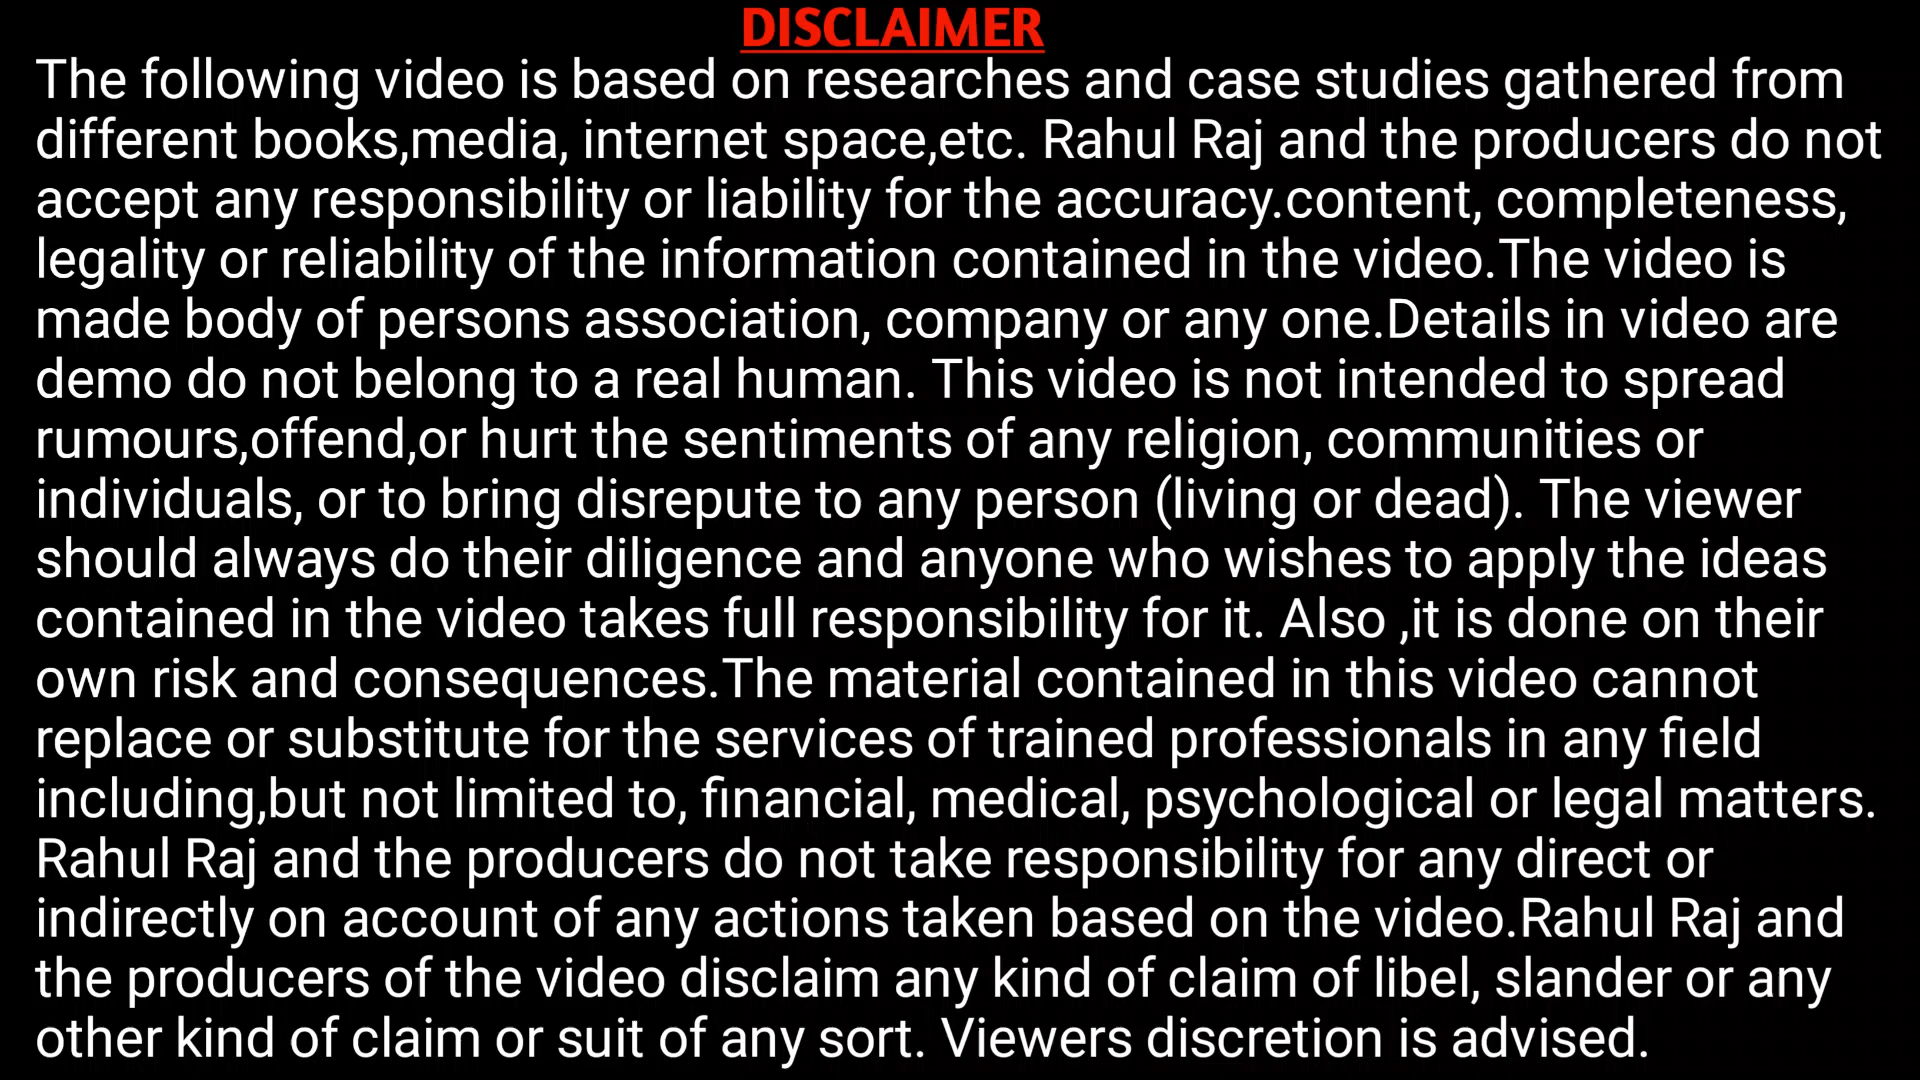 DISCLAIMER
The following video is based on researches and case studies gathered from
different books,media, internet space,etc. Rahul Raj and the producers do not
accept any responsibility or liability for the accuracy.content, completeness,
legality or reliability of the information contained in the video.The video is
made body of persons association, company or any one.Details in video are
demo do not belong to a real human. This video is not intended to spread
rumours,offend,or hurt the sentiments of any religion, communities or
individuals, or to bring disrepute to any person (living or dead). The viewer
should always do their diligence and anyone who wishes to apply the ideas
contained in the video takes full responsibility for it. Also ,it is done on their
own risk and consequences.The material contained in this video cannot
replace or substitute for the services of trained professionals in any field
including,but not limited to, financial, medical, psychological or legal matters.
Rahul Raj and the producers do not take responsibility for any direct or
indirectly on account of any actions taken based on the video.Rahul Raj and
the producers of the video disclaim any kind of claim of libel, slander or any
other kind of claim or suit of any sort. Viewers discretion is advised.